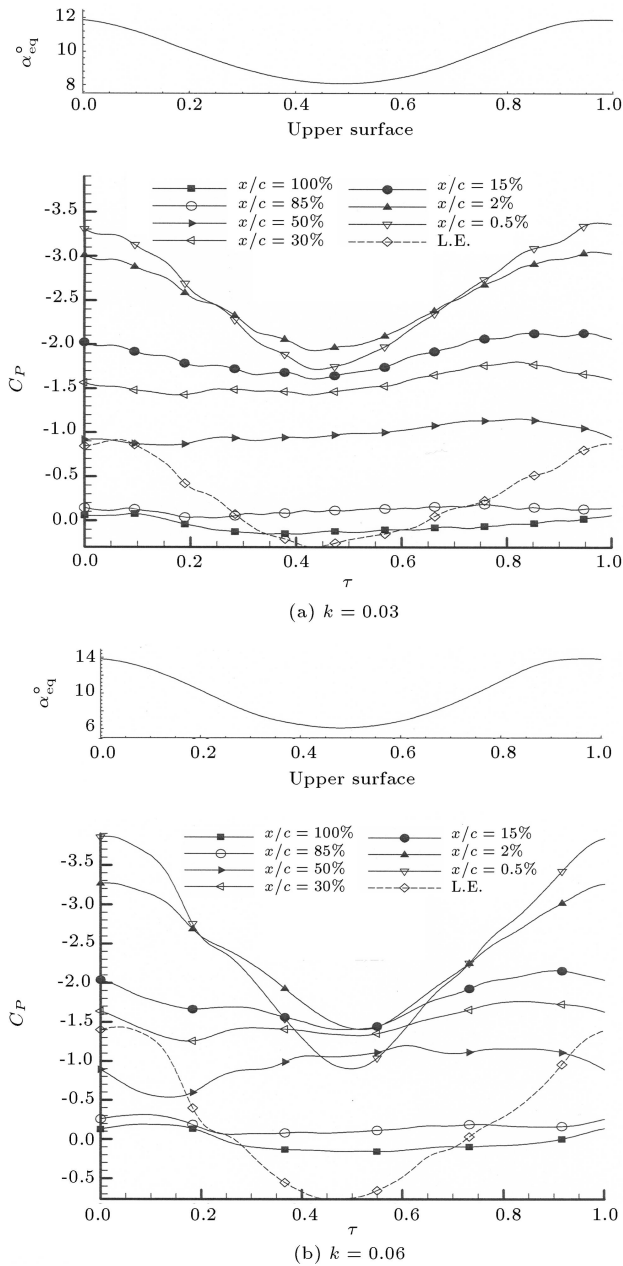 12
10
8
α°eq
0.0 0.2 0.4 0.6 0.8 1.0
Upper surface
x/c = 100% x/c = 15%
x/c = 85% x/c = 2%
x/c = 50% x/c = 0.5%
x/c = 30% L.E.
-3.5
-3.0
-2.5
-2.0
-1.5
-1.0
-0.5
0.0
C_P
0.0 0.2 0.4 0.6 0.8 1.0
τ
(a) k = 0.03
14
10
6
α°eq
0.0 0.2 0.4 0.6 0.8 1.0
Upper surface
x/c = 100% x/c = 15%
x/c = 85% x/c = 2%
x/c = 50% x/c = 0.5%
x/c = 30% L.E.
-3.5
-3.0
-2.5
-2.0
-1.5
-1.0
-0.5
0.0
0.5
C_P
0.0 0.2 0.4 0.6 0.8 1.0
τ
(b) k = 0.06